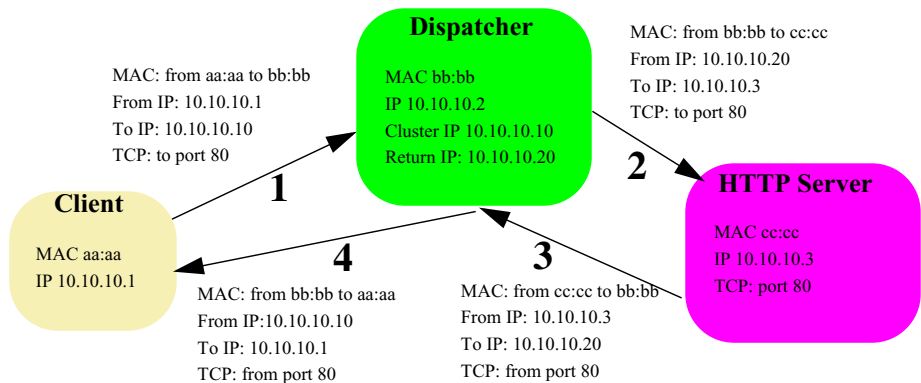 Dispatcher
MAC bb:bb
IP 10.10.10.2
Cluster IP 10.10.10.10
Return IP: 10.10.10.20
MAC: from aa:aa to bb:bb
From IP: 10.10.10.1
To IP: 10.10.10.10
TCP: to port 80
1
MAC: from bb:bb to cc:cc
From IP: 10.10.10.20
To IP: 10.10.10.3
TCP: to port 80
2
Client
MAC aa:aa
IP 10.10.10.1
HTTP Server
MAC cc:cc
IP 10.10.10.3
TCP: port 80
3
MAC: from cc:cc to bb:bb
From IP: 10.10.10.3
To IP: 10.10.10.20
TCP: from port 80
4
MAC: from bb:bb to aa:aa
From IP:10.10.10.10
To IP: 10.10.10.1
TCP: from port 80